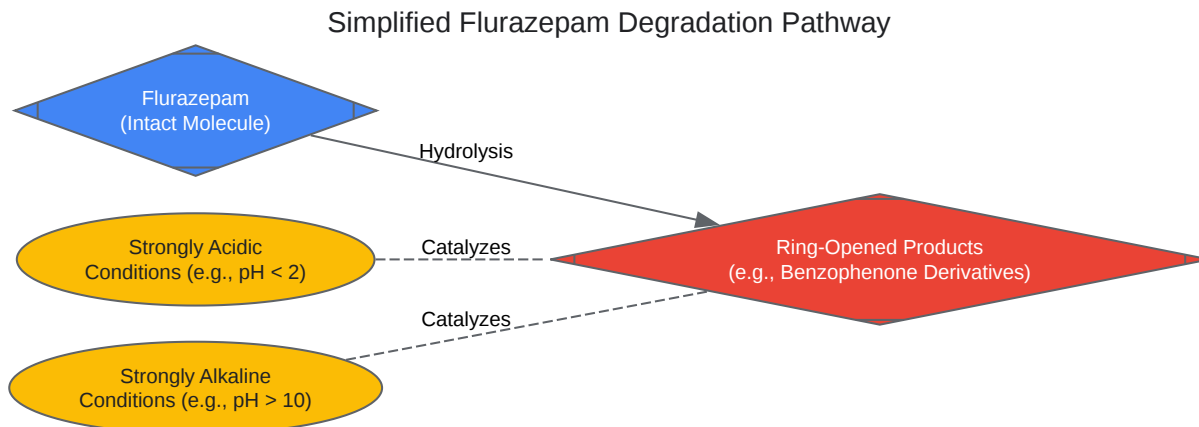 Simplified Flurazepam Degradation Pathway
Flurazepam
(Intact Molecule)
Hydrolysis
Strongly Acidic
Conditions (e.g., pH < 2)
Catalyzes
Ring-Opened Products
(e.g., Benzophenone Derivatives)
Catalyzes
Strongly Alkaline
Conditions (e.g., pH > 10)